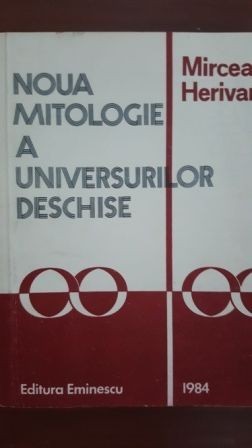 NOUA
MITOLOGIE
A
UNIVERSURILOR
DESCHISE
Mircea
Herivan
Editura Eminescu
1984